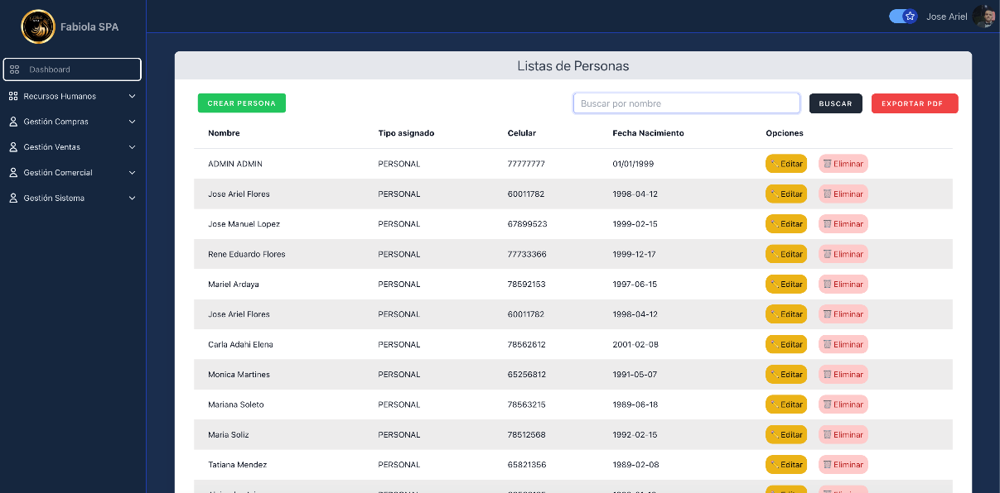 Fabiola SPA
Jose Ariel
Dashboard
Recursos Humanos
Gestión Compras
Gestión Ventas
Gestión Comercial
Gestión Sistema
Listas de Personas
CREAR PERSONA
Buscar por nombre
BUSCAR
EXPORTAR PDF
Nombre Tipo asignado Celular Fecha Nacimiento Opciones
ADMIN ADMIN PERSONAL 77777777 01/01/1999 Editar Eliminar
Jose Ariel Flores PERSONAL 60011782 1998-04-12 Editar Eliminar
Jose Manuel Lopez PERSONAL 67899523 1999-02-15 Editar Eliminar
Rene Eduardo Flores PERSONAL 77733366 1999-12-17 Editar Eliminar
Mariel Ardaya PERSONAL 78592153 1997-06-15 Editar Eliminar
Jose Ariel Flores PERSONAL 60011782 1998-04-12 Editar Eliminar
Carla Adahi Elena PERSONAL 78562612 2001-02-08 Editar Eliminar
Monica Martines PERSONAL 65256812 1991-05-07 Editar Eliminar
Mariana Soleto PERSONAL 78563215 1989-06-18 Editar Eliminar
Maria Soliz PERSONAL 78512568 1992-02-15 Editar Eliminar
Tatiana Mendez PERSONAL 65821356 1989-02-08 Editar Eliminar